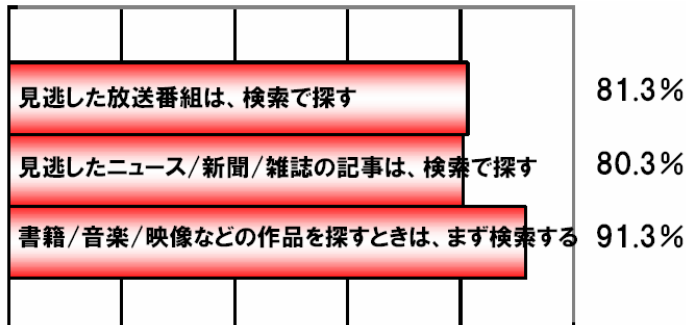 見逃した放送番組は、検索で探す 81.3%
見逃したニュース/新聞/雑誌の記事は、検索で探す 80.3%
書籍/音楽/映像などの作品を探すときは、まず検索する 91.3%